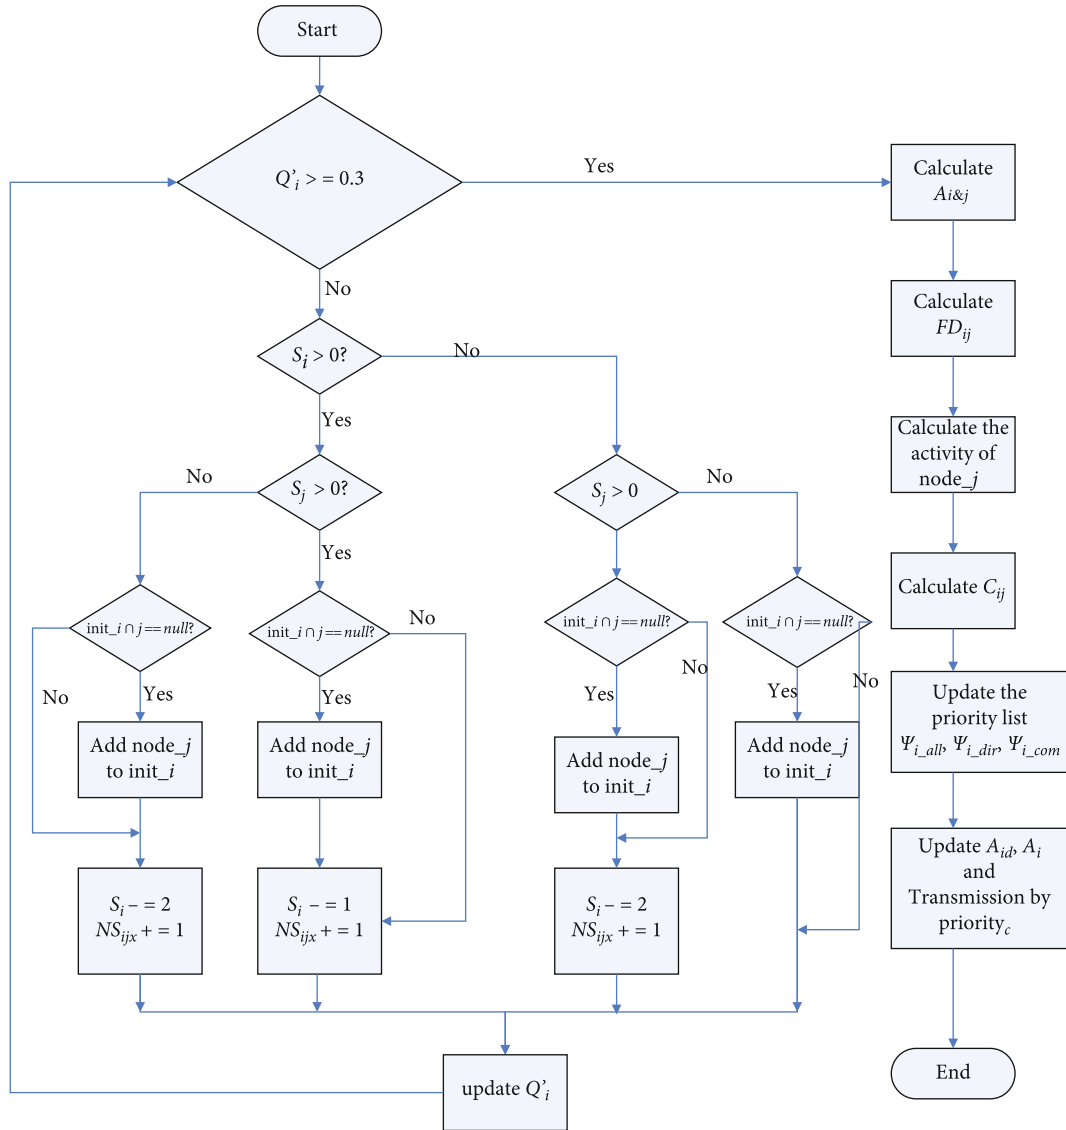 Start
Q'i > = 0.3
Yes
Calculate
Ai&j
No
Calculate
FDij
Si > 0?
No
Yes
Calculate the
activity of
node_j
No
Sj > 0?
Sj > 0
No
Yes
Calculate Cij
init_i ∩ j == null?
init_i ∩ j == null?
No
init_i ∩ j == null?
init_i ∩ j == null?
No
Yes
Yes
No
Yes
Yes
No
Update the
priority list
Ψi_all, Ψi_dir, Ψi_com
Add node_j
to init_i
Add node_j
to init_i
Add node_j
to init_i
Add node_j
to init_i
Update Aid, Ai
and
Transmission by
priorityc
Si – = 2
NSijx + = 1
Si – = 1
NSijx + = 1
Si – = 2
NSijx + = 1
End
update Q'i